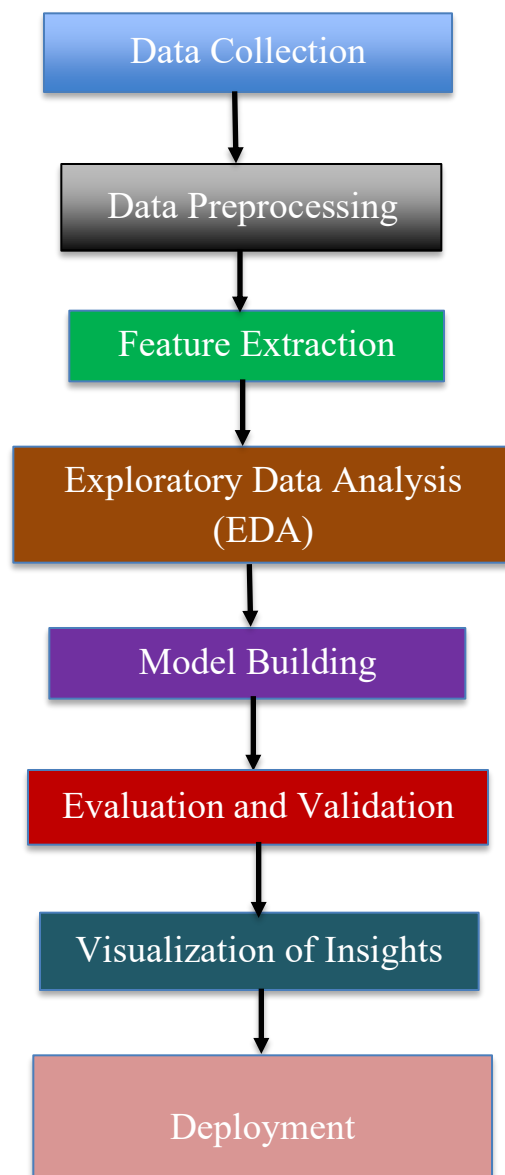 Data Collection
Data Preprocessing
Feature Extraction
Exploratory Data Analysis
(EDA)
Model Building
Evaluation and Validation
Visualization of Insights
Deployment